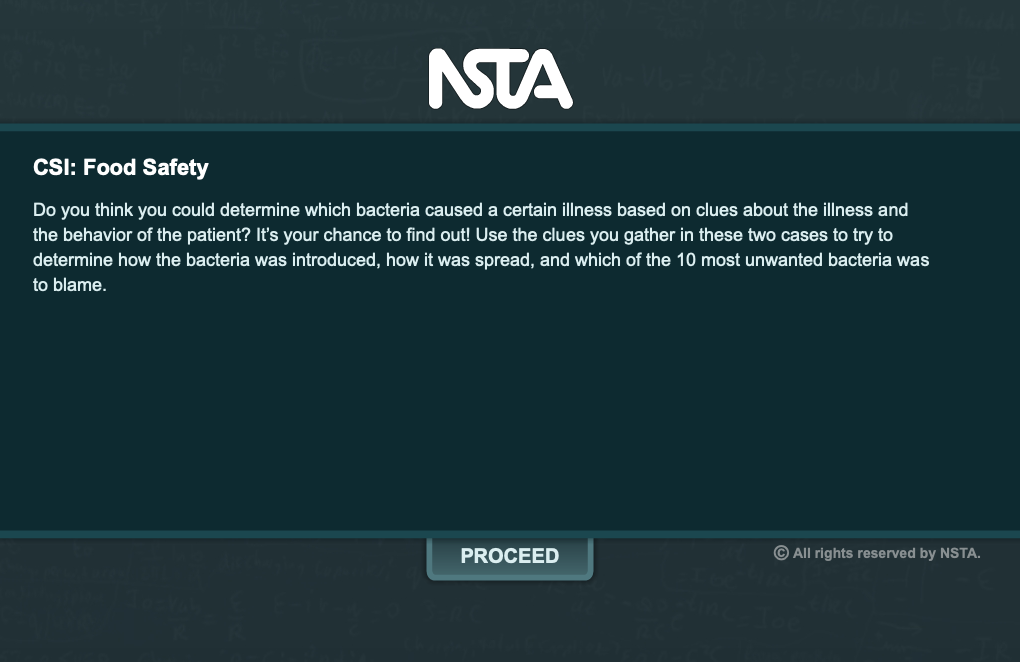 NSTA
CSI: Food Safety
Do you think you could determine which bacteria caused a certain illness based on clues about the illness and
the behavior of the patient? It’s your chance to find out! Use the clues you gather in these two cases to try to
determine how the bacteria was introduced, how it was spread, and which of the 10 most unwanted bacteria was
to blame.
PROCEED
© All rights reserved by NSTA.